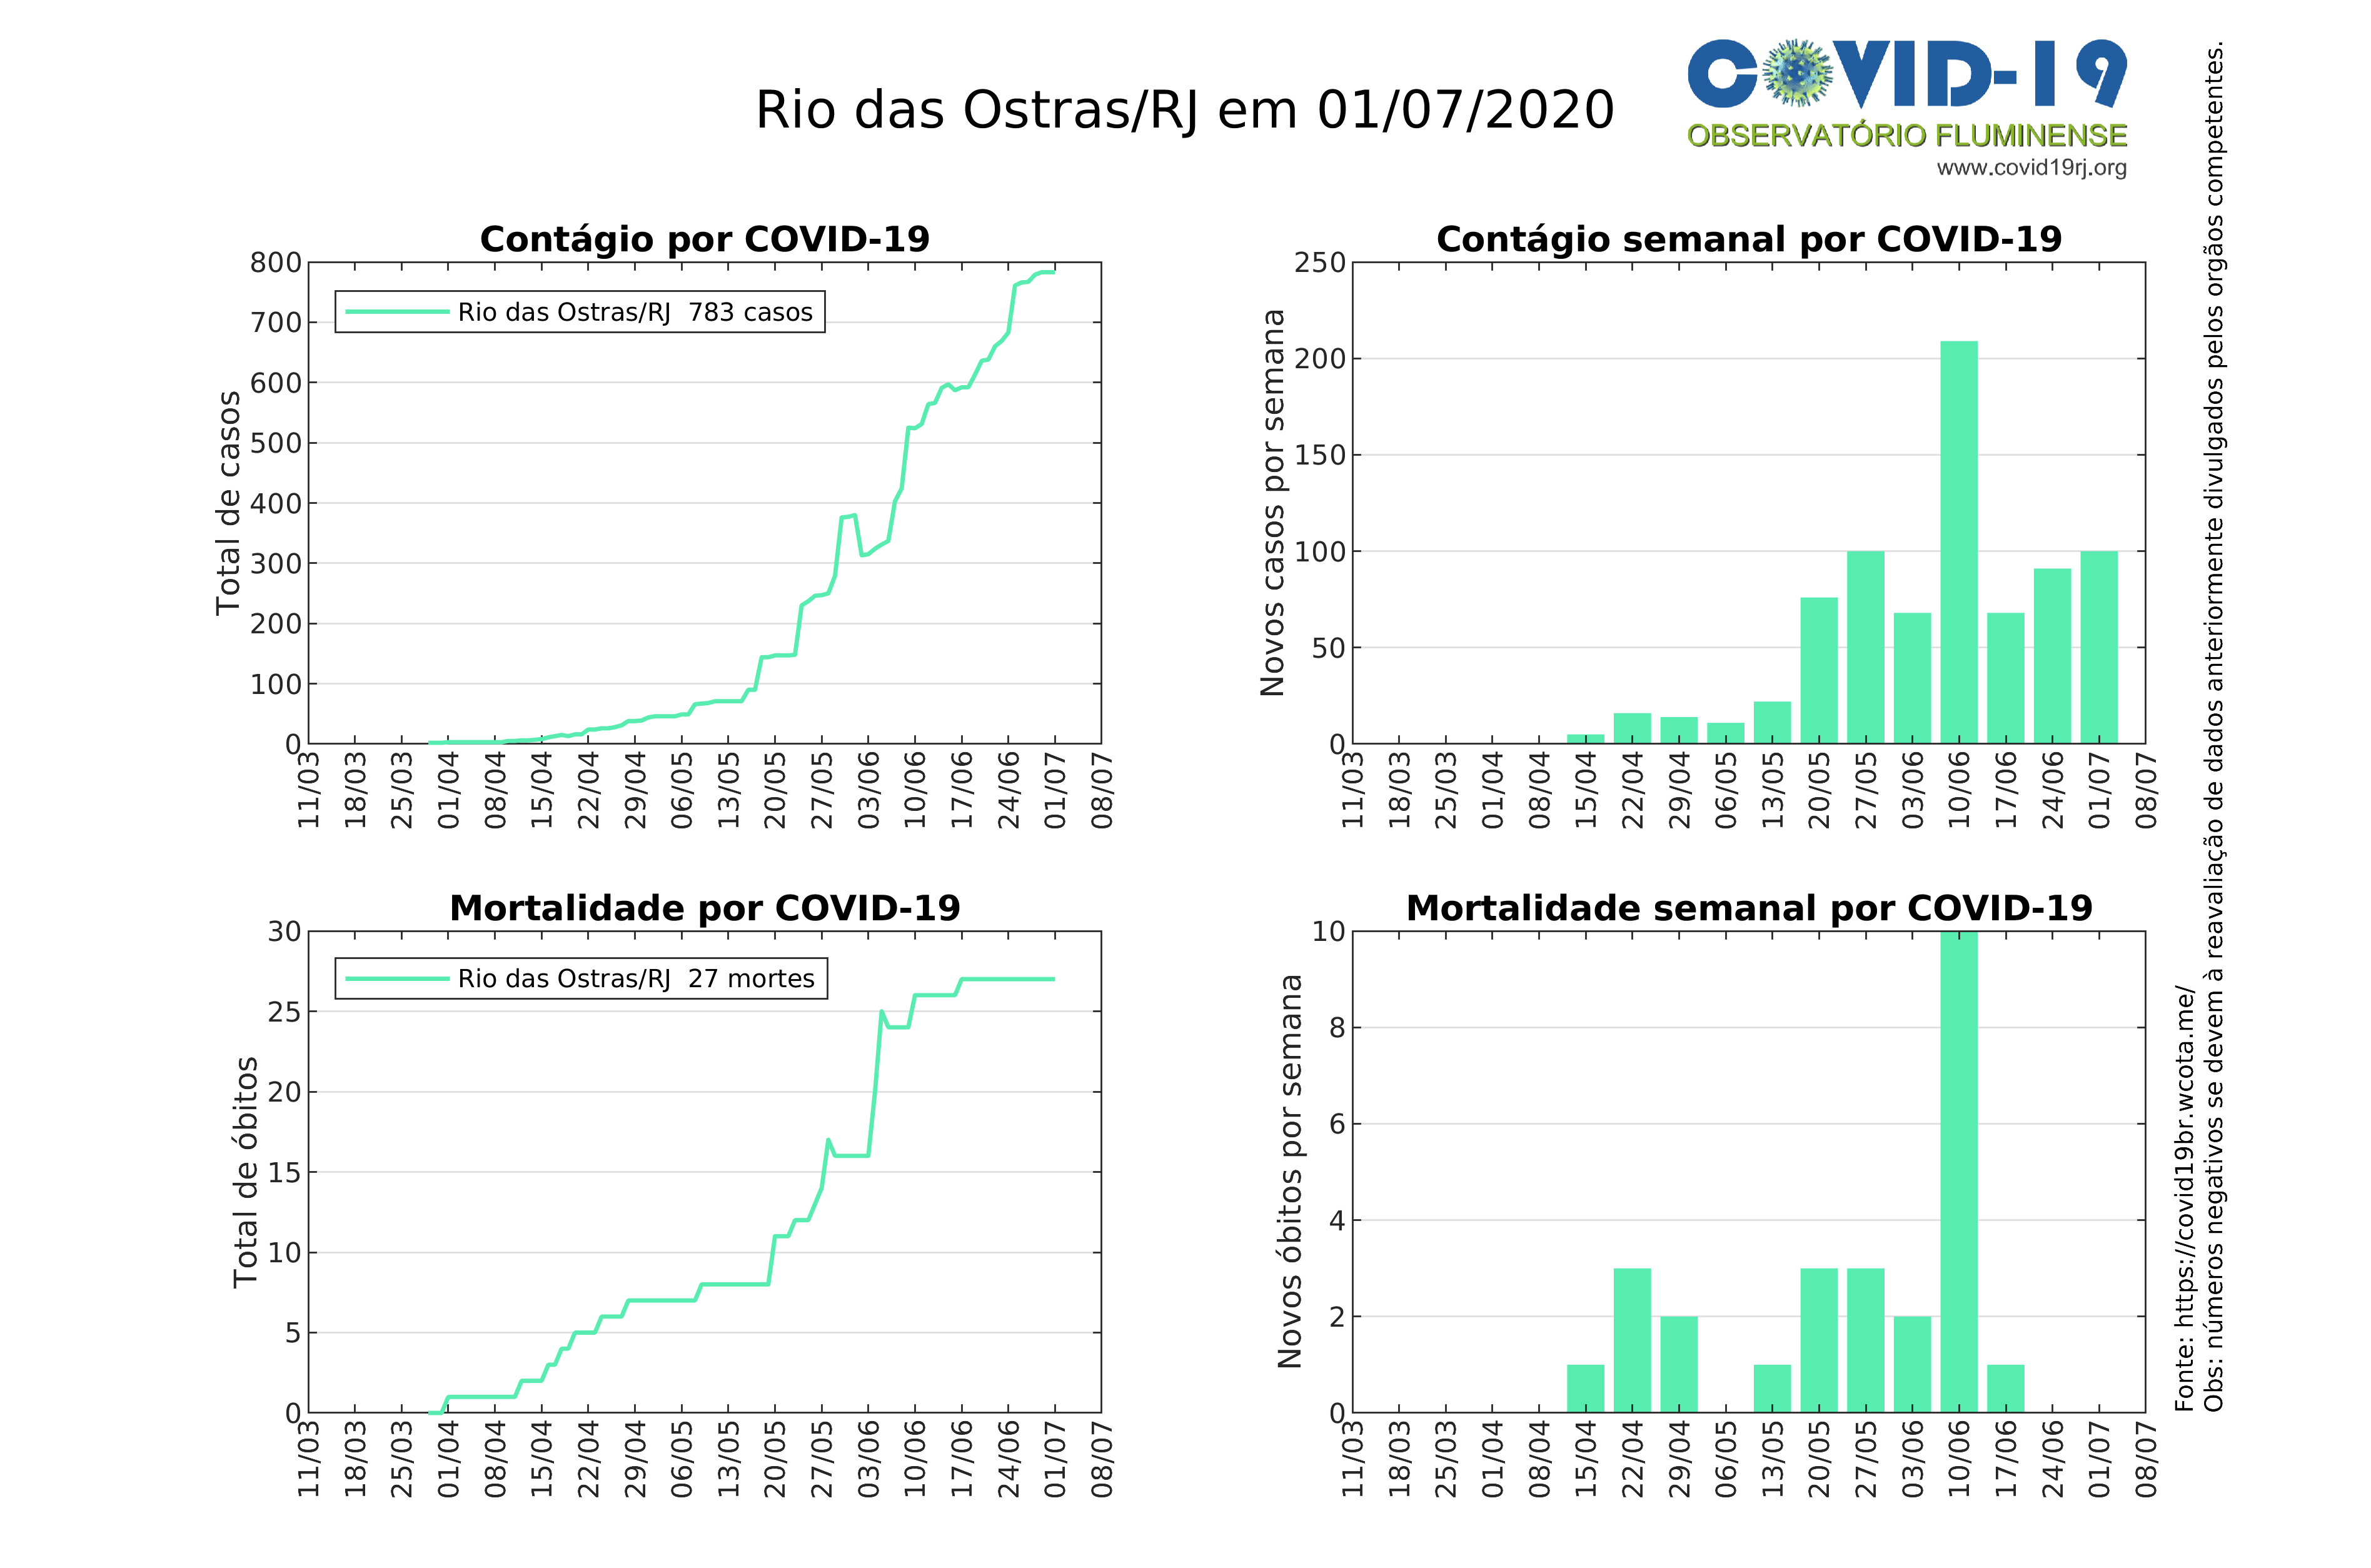 Rio das Ostras/RJ em 01/07/2020
COVID-19
OBSERVATÓRIO FLUMINENSE
www.covid19rj.org
Contágio por COVID-19
Total de casos
800
700
600
500
400
300
200
100
0
Rio das Ostras/RJ 783 casos
11/03 18/03 25/03 01/04 08/04 15/04 22/04 29/04 06/05 13/05 20/05 27/05 03/06 10/06 17/06 24/06 01/07 08/07
Contágio semanal por COVID-19
Novos casos por semana
250
200
150
100
50
0
11/03 18/03 25/03 01/04 08/04 15/04 22/04 29/04 06/05 13/05 20/05 27/05 03/06 10/06 17/06 24/06 01/07 08/07
Mortalidade por COVID-19
Total de óbitos
30
25
20
15
10
5
0
Rio das Ostras/RJ 27 mortes
11/03 18/03 25/03 01/04 08/04 15/04 22/04 29/04 06/05 13/05 20/05 27/05 03/06 10/06 17/06 24/06 01/07 08/07
Mortalidade semanal por COVID-19
Novos óbitos por semana
10
8
6
4
2
0
11/03 18/03 25/03 01/04 08/04 15/04 22/04 29/04 06/05 13/05 20/05 27/05 03/06 10/06 17/06 24/06 01/07 08/07
Fonte: https://covid19br.wcota.me/
Obs: números negativos se devem à reavaliação de dados anteriormente divulgados pelos orgãos competentes.